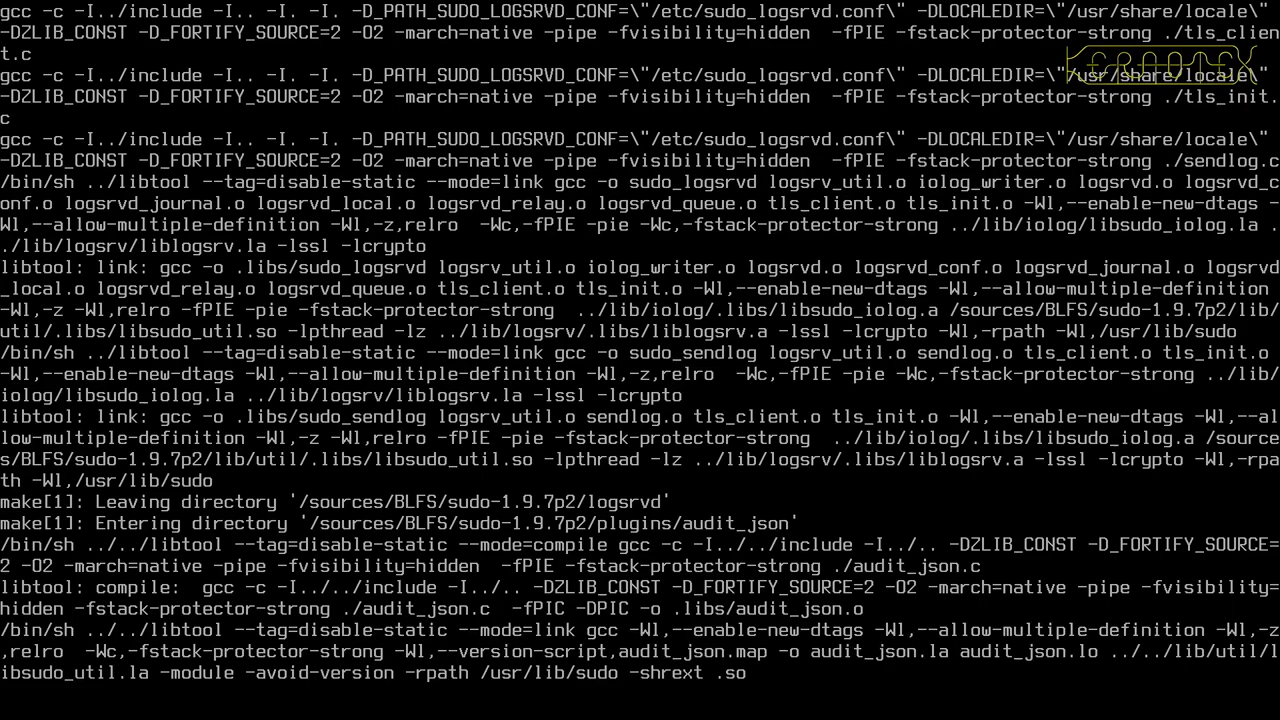 gcc -c -I../include -I.. -I. -I. -D_PATH_SUDO_LOGSRVD_CONF=\"/etc/sudo_logsrvd.conf\" -DLOCALEDIR=\"/usr/share/locale\"
-DZLIB_CONST -D_FORTIFY_SOURCE=2 -O2 -march=native -pipe -fvisibility=hidden  -fPIE -fstack-protector-strong ./tls_clien
t.c
gcc -c -I../include -I.. -I. -I. -D_PATH_SUDO_LOGSRVD_CONF=\"/etc/sudo_logsrvd.conf\" -DLOCALEDIR=\"/usr/share/locale\"
-DZLIB_CONST -D_FORTIFY_SOURCE=2 -O2 -march=native -pipe -fvisibility=hidden  -fPIE -fstack-protector-strong ./tls_init.
c
gcc -c -I../include -I.. -I. -I. -D_PATH_SUDO_LOGSRVD_CONF=\"/etc/sudo_logsrvd.conf\" -DLOCALEDIR=\"/usr/share/locale\"
-DZLIB_CONST -D_FORTIFY_SOURCE=2 -O2 -march=native -pipe -fvisibility=hidden  -fPIE -fstack-protector-strong ./sendlog.c
/bin/sh ../libtool --tag=disable-static --mode=link gcc -o sudo_logsrvd logsrv_util.o iolog_writer.o logsrvd.o logsrvd_c
onf.o logsrvd_journal.o logsrvd_local.o logsrvd_relay.o logsrvd_queue.o tls_client.o tls_init.o -Wl,--enable-new-dtags -
Wl,--allow-multiple-definition -Wl,-z,relro  -Wc,-fPIE -pie -Wc,-fstack-protector-strong ../lib/iolog/libsudo_iolog.la .
./lib/logsrv/liblogsrv.la -lssl -lcrypto
libtool: link: gcc -o .libs/sudo_logsrvd logsrv_util.o iolog_writer.o logsrvd.o logsrvd_conf.o logsrvd_journal.o logsrvd
_local.o logsrvd_relay.o logsrvd_queue.o tls_client.o tls_init.o -Wl,--enable-new-dtags -Wl,--allow-multiple-definition
-Wl,-z -Wl,relro -fPIE -pie -fstack-protector-strong  ../lib/iolog/.libs/libsudo_iolog.a /sources/BLFS/sudo-1.9.7p2/lib/
util/.libs/libsudo_util.so -lpthread -lz ../lib/logsrv/.libs/liblogsrv.a -lssl -lcrypto -Wl,-rpath -Wl,/usr/lib/sudo
/bin/sh ../libtool --tag=disable-static --mode=link gcc -o sudo_sendlog logsrv_util.o sendlog.o tls_client.o tls_init.o
-Wl,--enable-new-dtags -Wl,--allow-multiple-definition -Wl,-z,relro  -Wc,-fPIE -pie -Wc,-fstack-protector-strong ../lib/
iolog/libsudo_iolog.la ../lib/logsrv/liblogsrv.la -lssl -lcrypto
libtool: link: gcc -o .libs/sudo_sendlog logsrv_util.o sendlog.o tls_client.o tls_init.o -Wl,--enable-new-dtags -Wl,--al
low-multiple-definition -Wl,-z -Wl,relro -fPIE -pie -fstack-protector-strong  ../lib/iolog/.libs/libsudo_iolog.a /source
s/BLFS/sudo-1.9.7p2/lib/util/.libs/libsudo_util.so -lpthread -lz ../lib/logsrv/.libs/liblogsrv.a -lssl -lcrypto -Wl,-rpa
th -Wl,/usr/lib/sudo
make[1]: Leaving directory '/sources/BLFS/sudo-1.9.7p2/logsrvd'
make[1]: Entering directory '/sources/BLFS/sudo-1.9.7p2/plugins/audit_json'
/bin/sh ../../libtool --tag=disable-static --mode=compile gcc -c -I../../include -I../.. -DZLIB_CONST -D_FORTIFY_SOURCE=
2 -O2 -march=native -pipe -fvisibility=hidden  -fPIE -fstack-protector-strong ./audit_json.c
libtool: compile:  gcc -c -I../../include -I../.. -DZLIB_CONST -D_FORTIFY_SOURCE=2 -O2 -march=native -pipe -fvisibility=
hidden -fstack-protector-strong ./audit_json.c  -fPIC -DPIC -o .libs/audit_json.o
/bin/sh ../../libtool --tag=disable-static --mode=link gcc -Wl,--enable-new-dtags -Wl,--allow-multiple-definition -Wl,-z
,relro  -Wc,-fstack-protector-strong -Wl,--version-script,audit_json.map -o audit_json.la audit_json.lo ../../lib/util/l
ibsudo_util.la -module -avoid-version -rpath /usr/lib/sudo -shrext .so